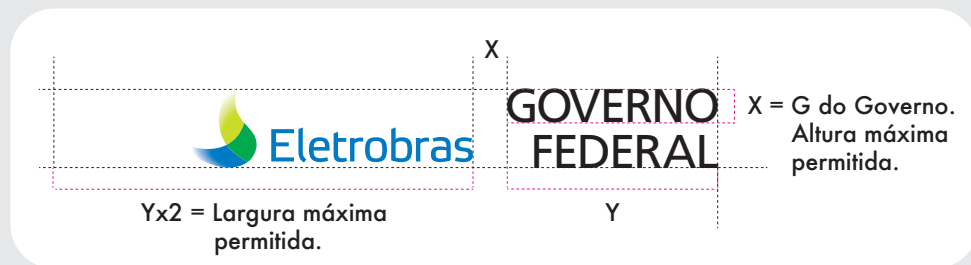 X
GOVERNO
FEDERAL
Eletrobras
X = G do Governo.
Altura máxima
permitida.
Yx2 = Largura máxima
permitida.
Y